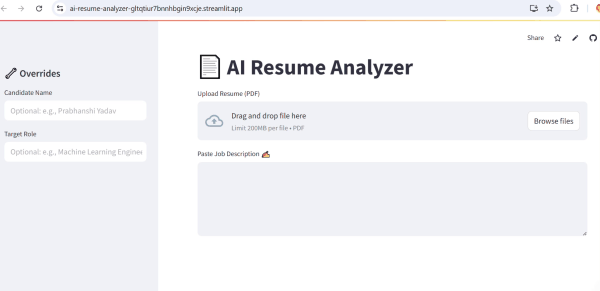 ai-resume-analyzer-gltqtiur7bnnhbgin9xcje.streamlit.app
Share
Overrides
Candidate Name
Optional: e.g., Prabhanshi Yadav
Target Role
Optional: e.g., Machine Learning Enginee
AI Resume Analyzer
Upload Resume (PDF)
Drag and drop file here
Limit 200MB per file • PDF
Browse files
Paste Job Description ✍